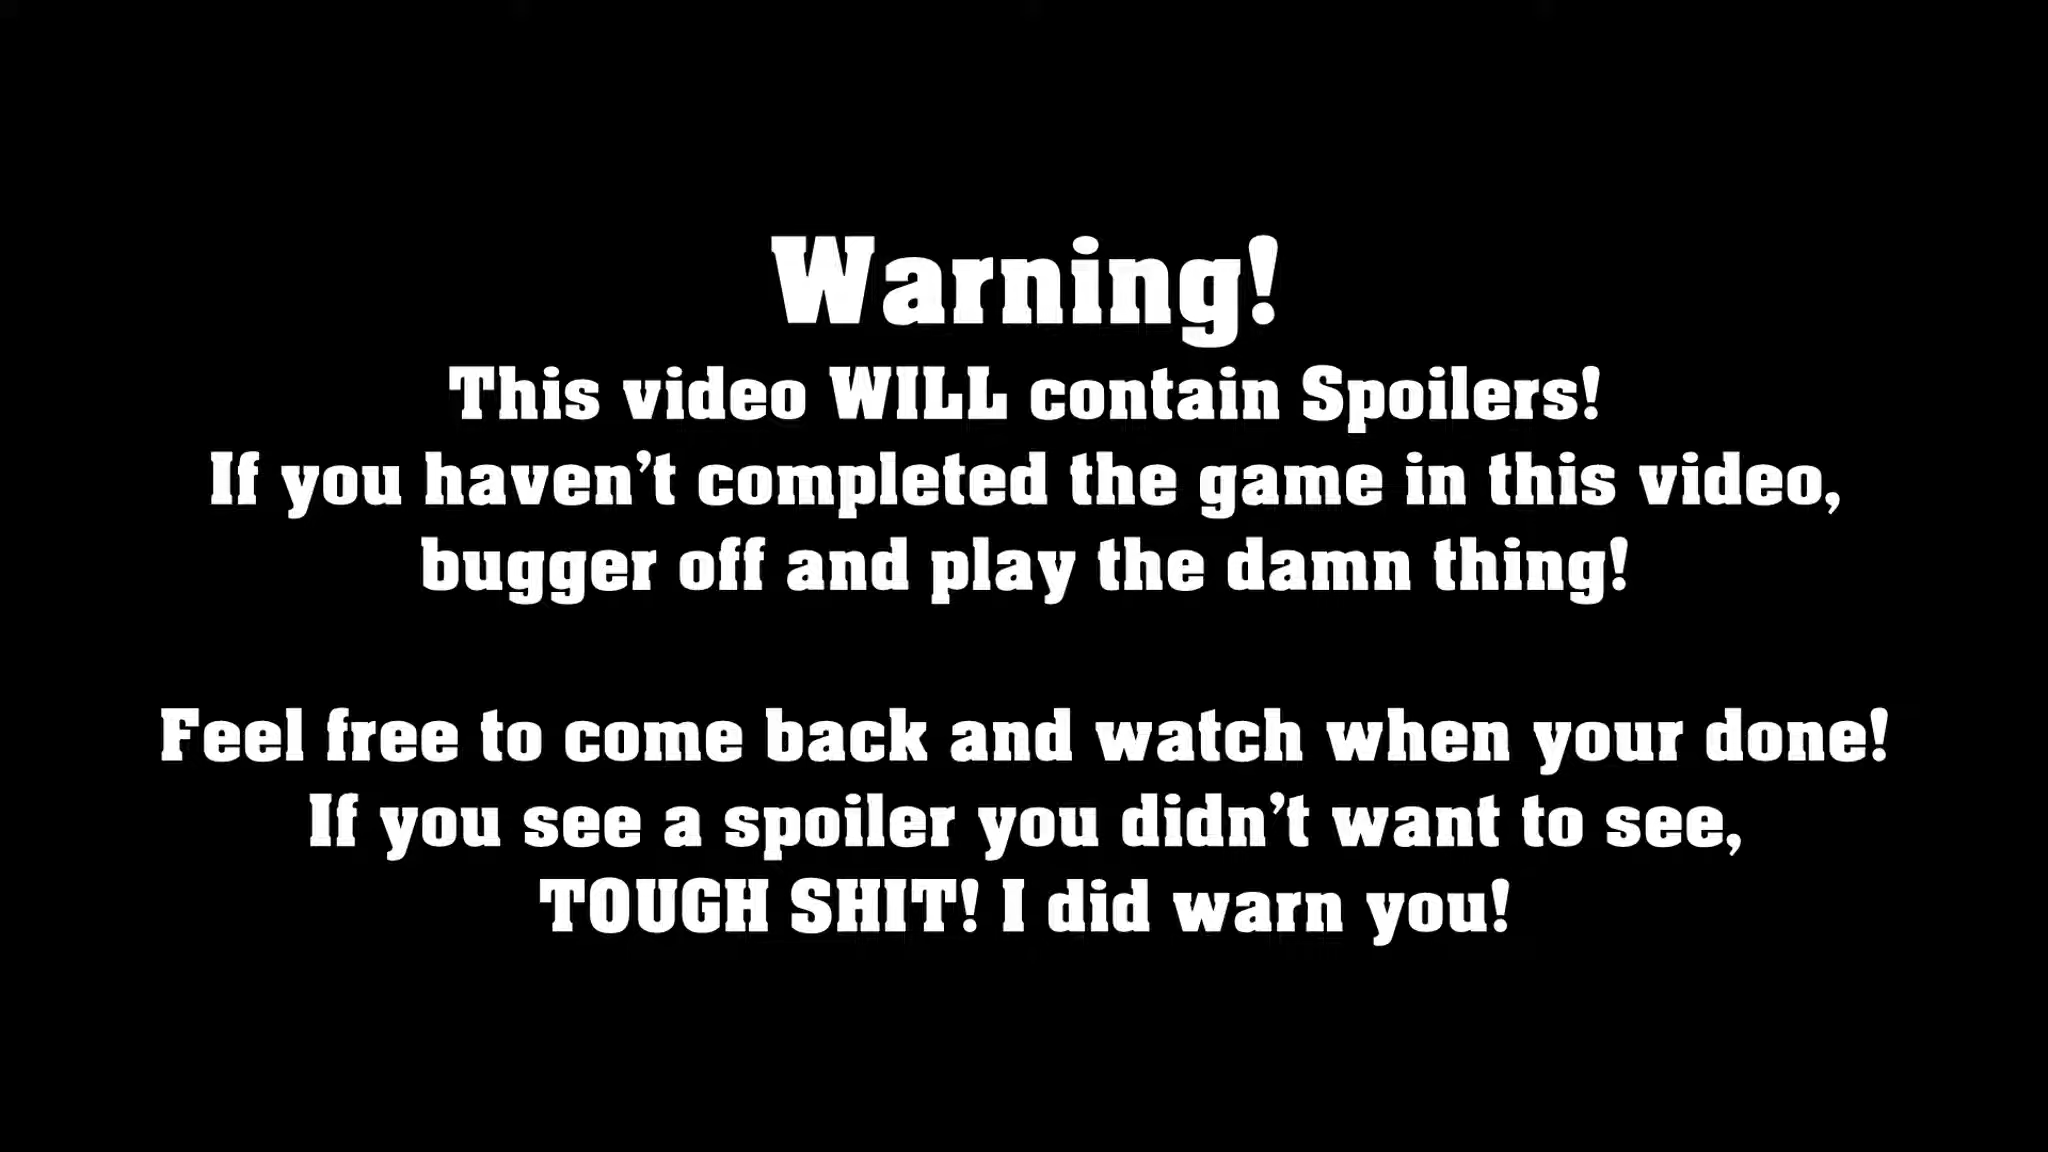 Warning!
This video WILL contain Spoilers!
If you haven’t completed the game in this video,
bugger off and play the damn thing!
Feel free to come back and watch when your done!
If you see a spoiler you didn’t want to see,
TOUGH SHIT! I did warn you!